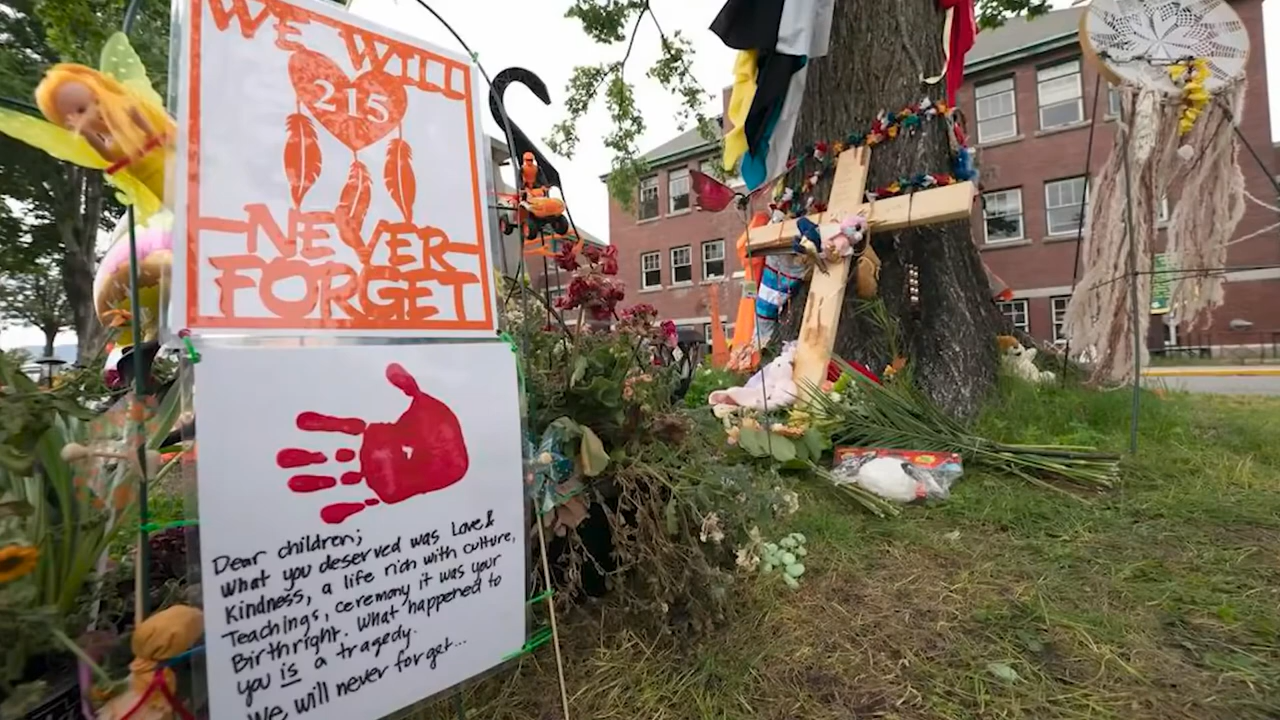 WE WILL
215
NEVER
FORGET
Dear children;
What you deserved was Love &
Kindness, a life rich with culture,
Teachings, ceremony it was your
Birthright. What happened to
you is a tragedy.
We will never forget...